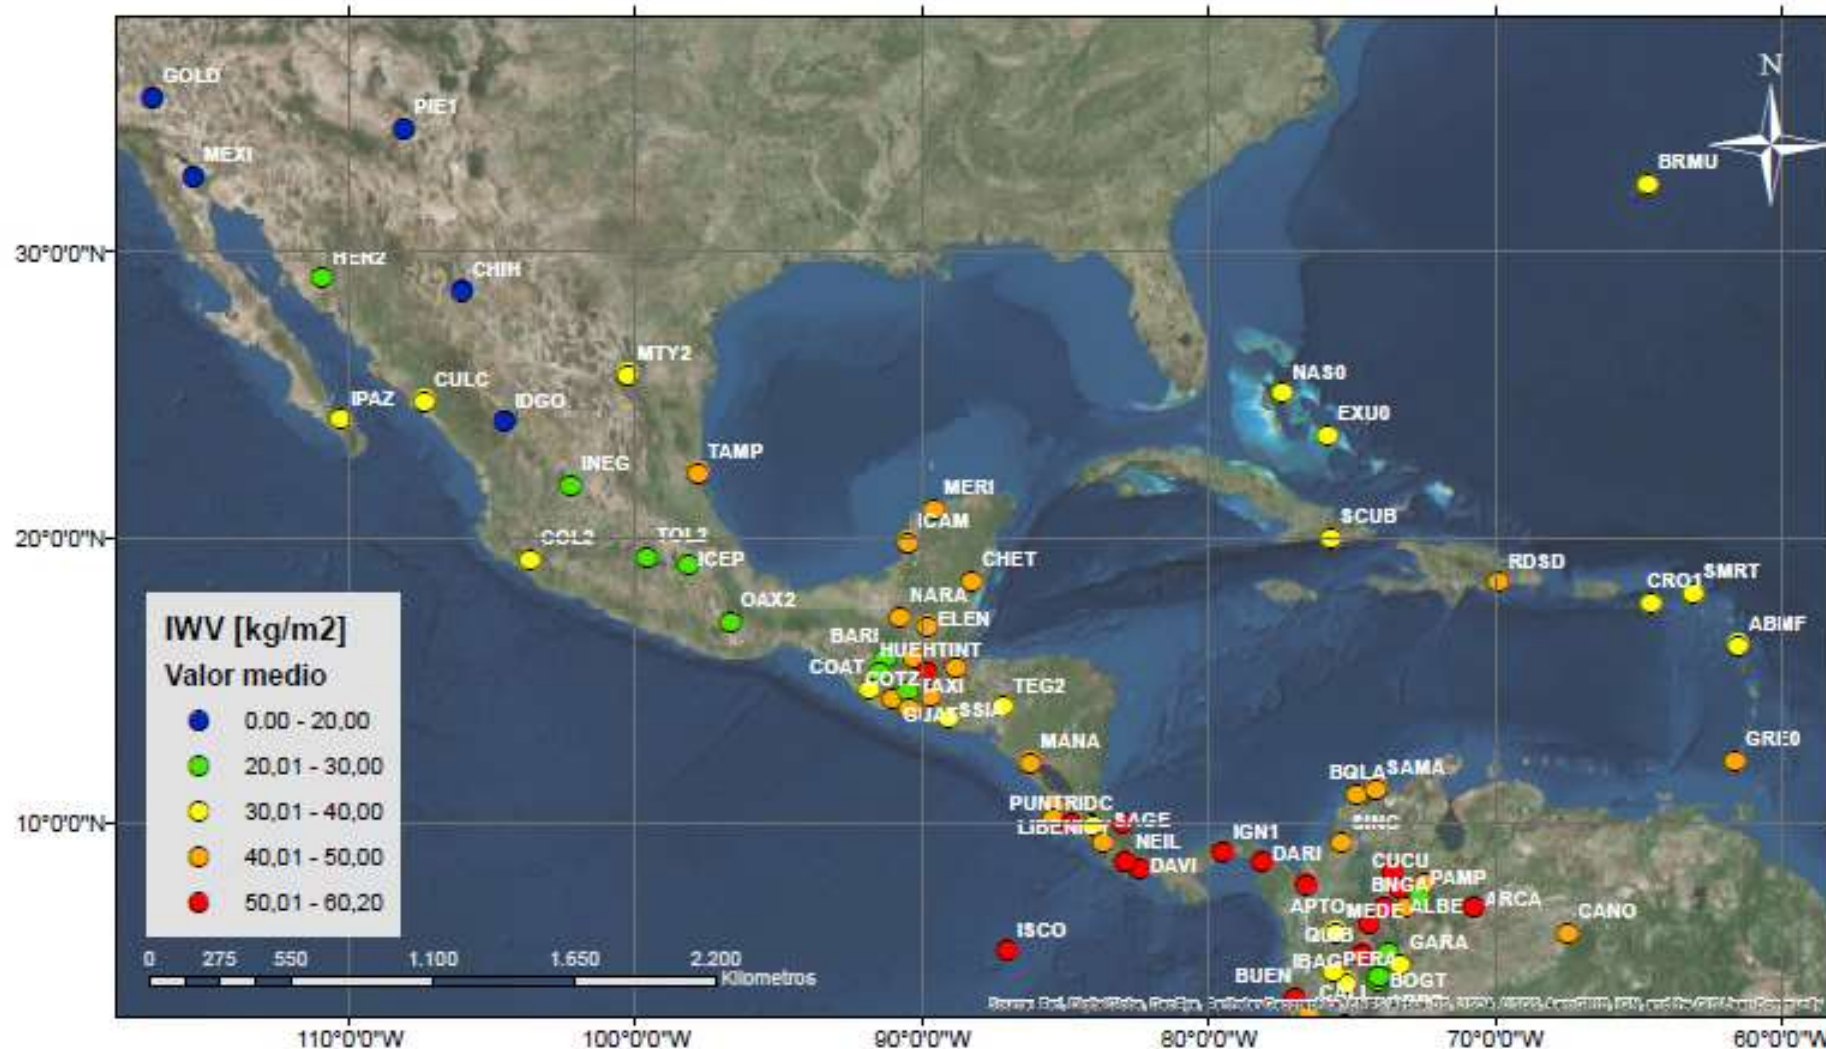 GOLD
PIE1
N
MEXI
BRMU
30°0'0"N
HER2
CHIH
MTY2
CULC
NAS0
IPAZ
IDGO
EXU0
TAMP
INEG
MERI
ICAM
SCUB
20°0'0"N
COL2
TOL2
ICEP
CHET
RDSD
CRO1
SMRT
OAX2
NARA
ELEN
ABMF
IWV [kg/m2]
Valor medio
0.00 - 20,00
20,01 - 30,00
30,01 - 40,00
40,01 - 50,00
50,01 - 60,20
BARI
HUEHTINT
COAT
COTZ
TAXI
TEG2
GUAT
SSIA
MANA
GRE0
BQLA
SAMA
10°0'0"N
PUNTRIDC
SAGE
NEIL
IGN1
DARI
DAVI
CUCU
BNGA
PAMP
APTO
MEDE
ALBE
ARCA
CANO
ISCO
GARA
IBAG
PERA
BUEN
BOGT
CALI
0 275 550 1.100 1.650 2.200
Kilometros
110°0'0"W 100°0'0"W 90°0'0"W 80°0'0"W 70°0'0"W 60°0'0"W